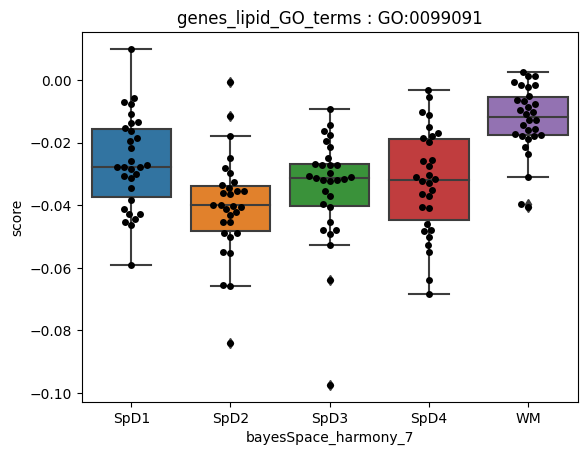 genes_lipid_GO_terms : GO:0099091
0.00
−0.02
−0.04
−0.06
−0.08
−0.10
score
SpD1 SpD2 SpD3 SpD4 WM
bayesSpace_harmony_7